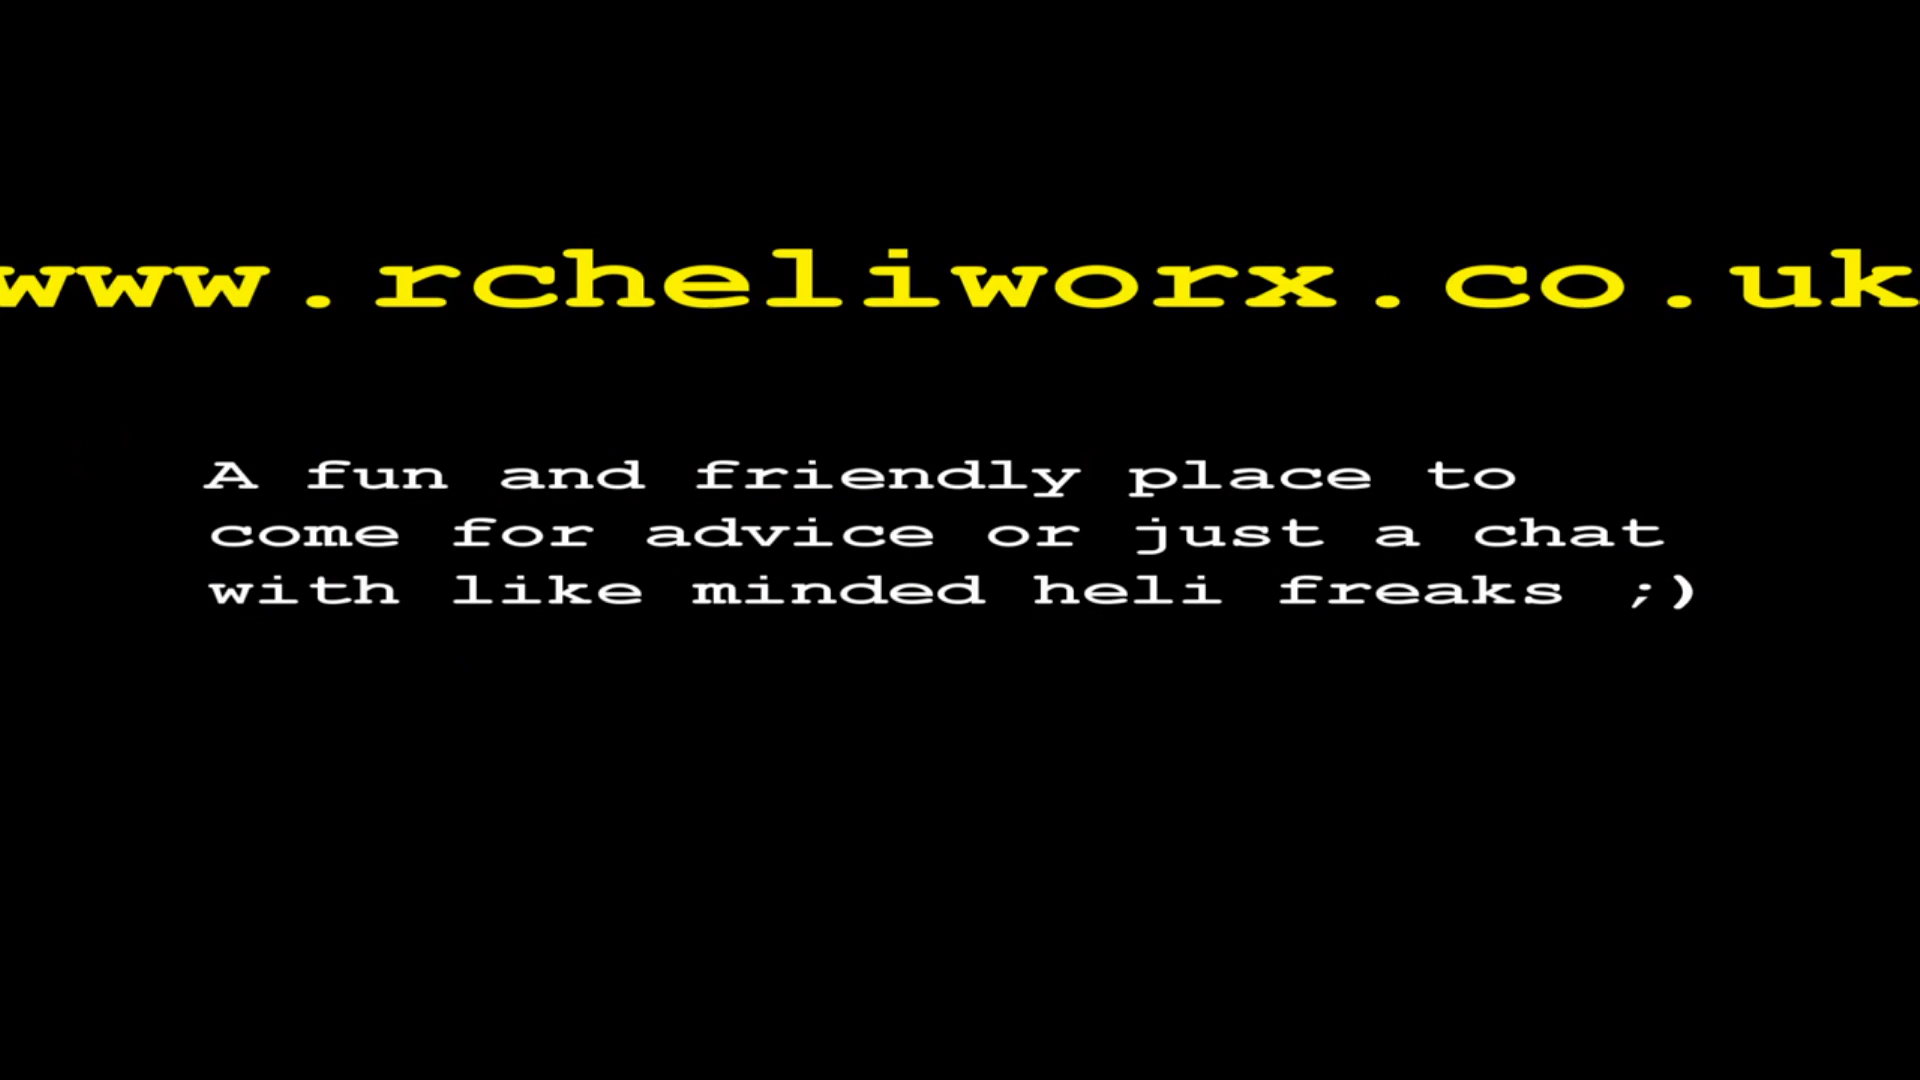 www.rcheliworx.co.uk
A fun and friendly place to
come for advice or just a chat
with like minded heli freaks ;)